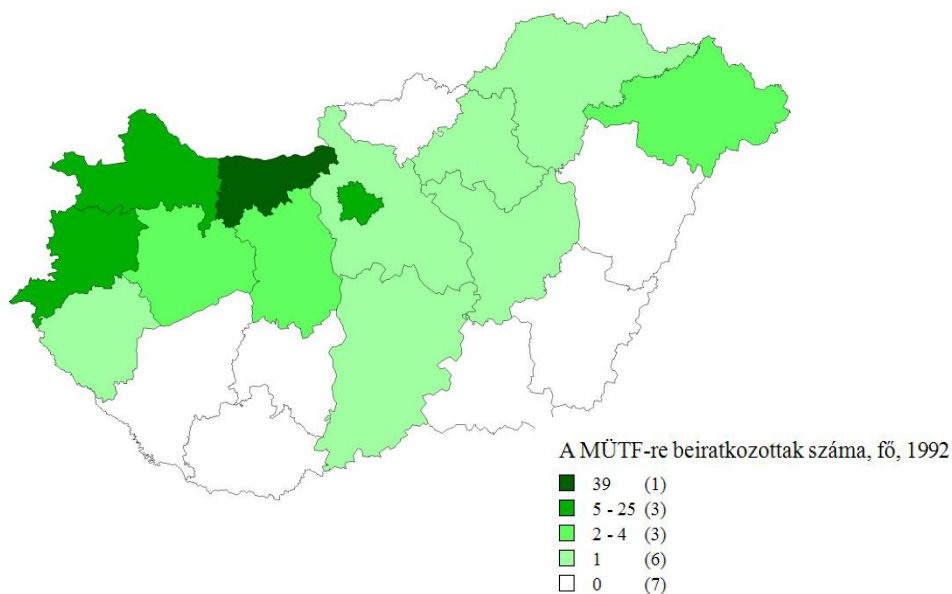 A MÜTF-re beiratkozottak száma, fő, 1992
39 (1)
5 - 25 (3)
2 - 4 (3)
1 (6)
0 (7)